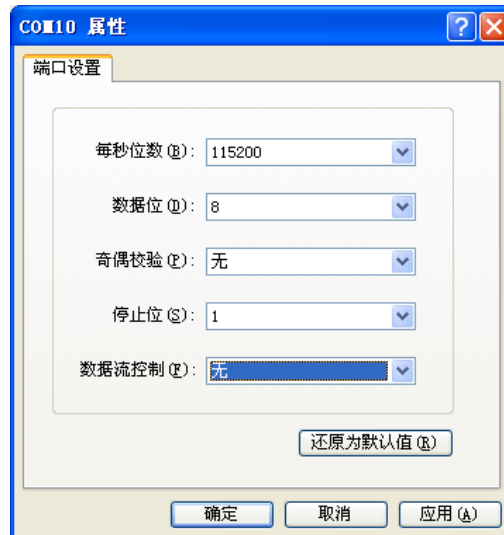 COM10 属性
端口设置
每秒位数(B): 115200
数据位(D): 8
奇偶校验(P): 无
停止位(S): 1
数据流控制(F): 无
还原为默认值(R)
确定 取消 应用(A)